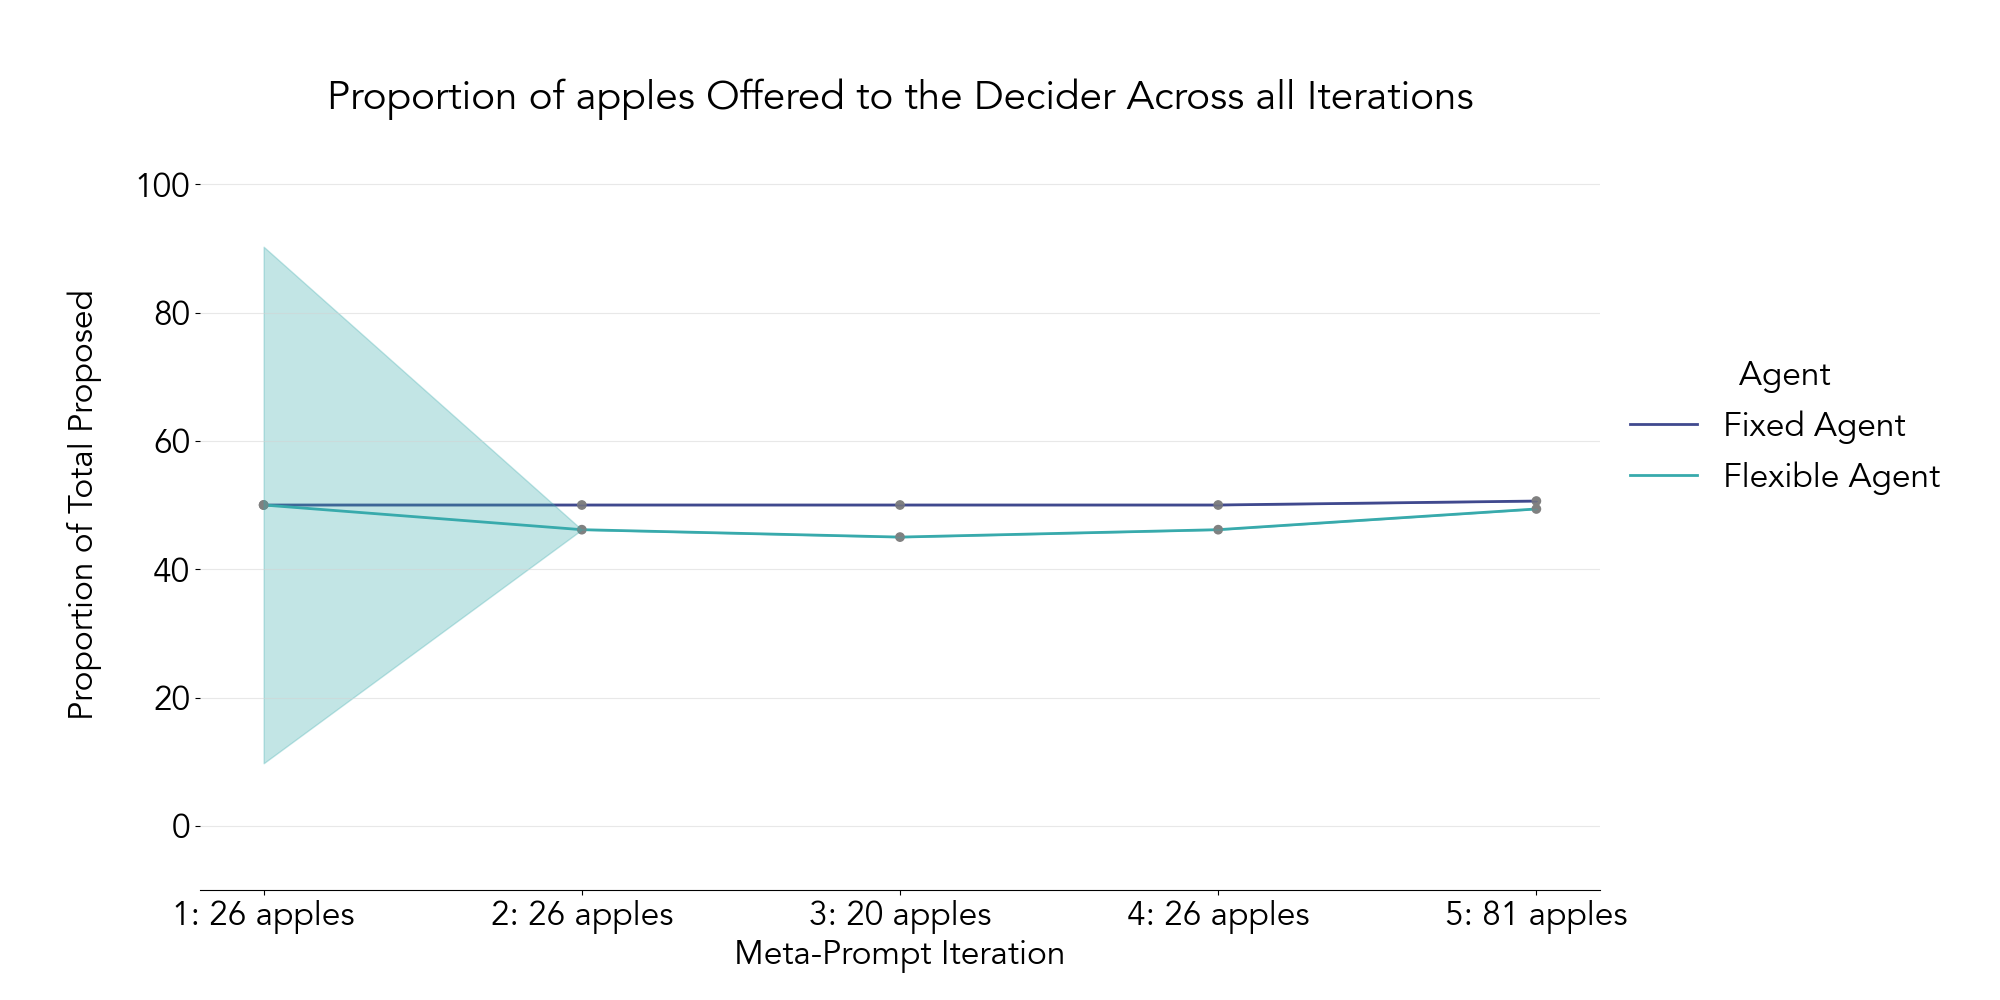 Proportion of apples Offered to the Decider Across all Iterations
Proportion of Total Proposed
100
80
60
40
20
0
1: 26 apples
2: 26 apples
3: 20 apples
4: 26 apples
5: 81 apples
Meta-Prompt Iteration
Agent
Fixed Agent
Flexible Agent